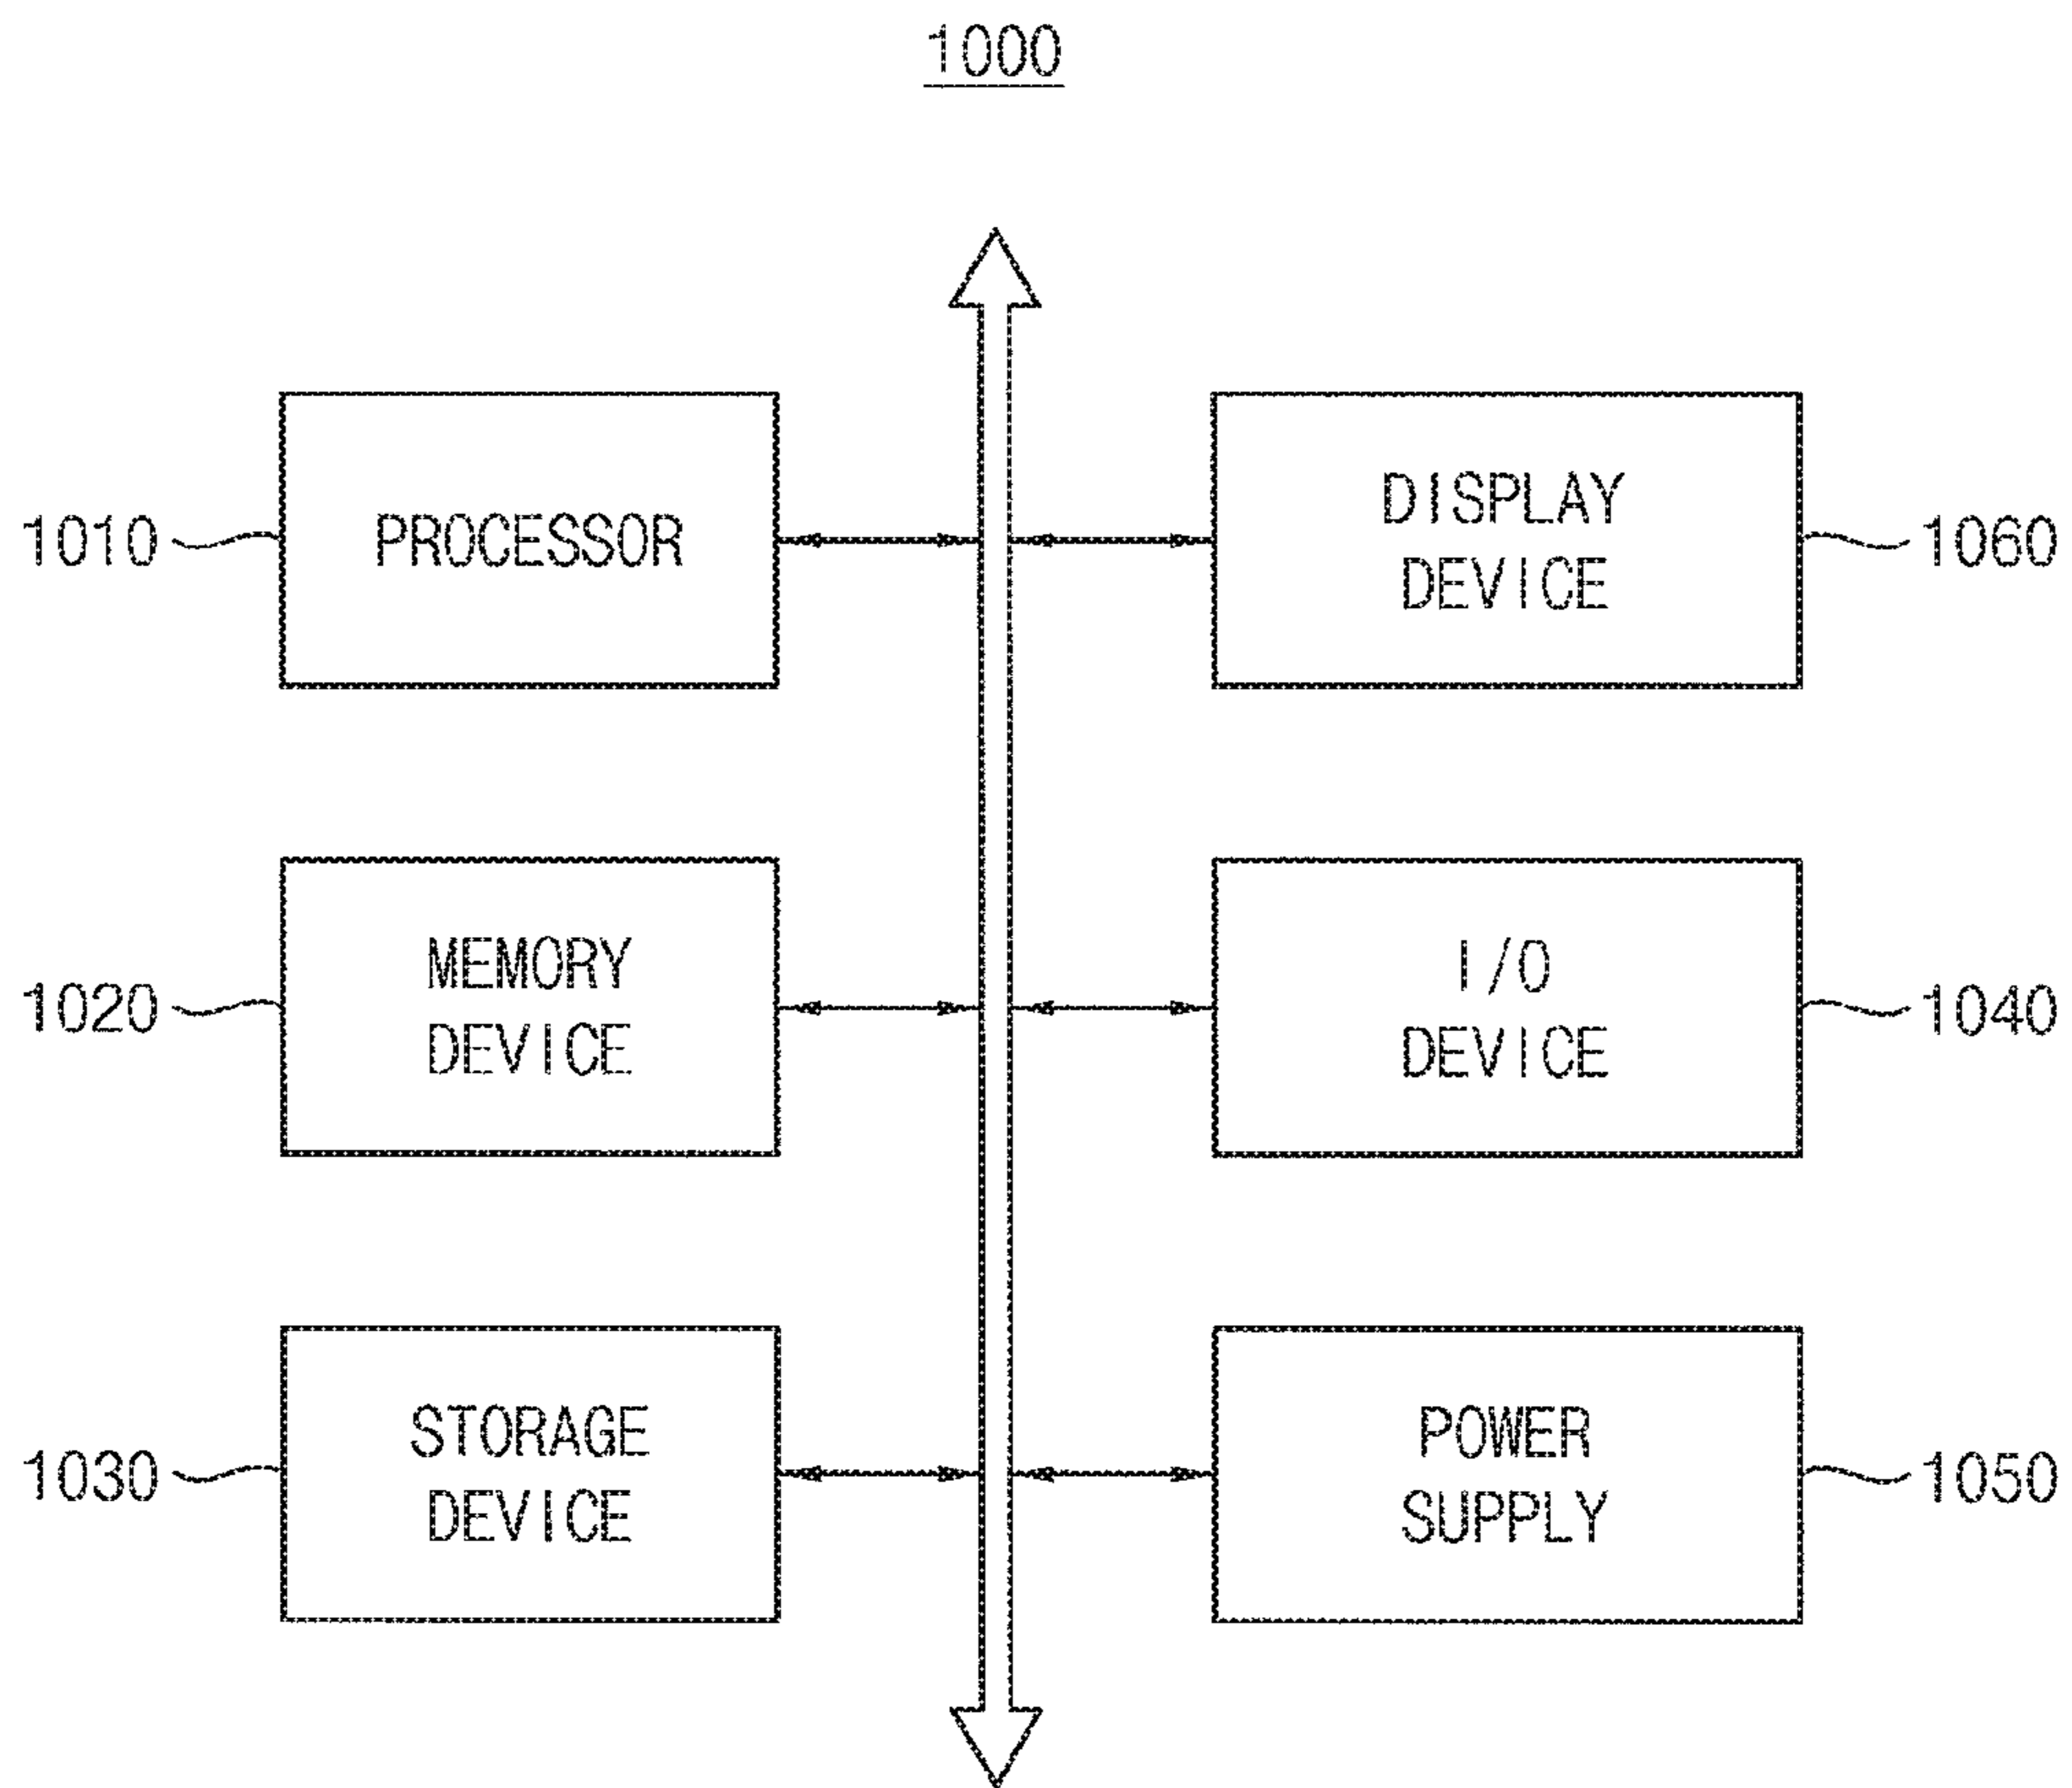 1000
1010
PROCESSOR
DISPLAY
DEVICE
1060
1020
MEMORY
DEVICE
I/O
DEVICE
1040
1030
STORAGE
DEVICE
POWER
SUPPLY
1050